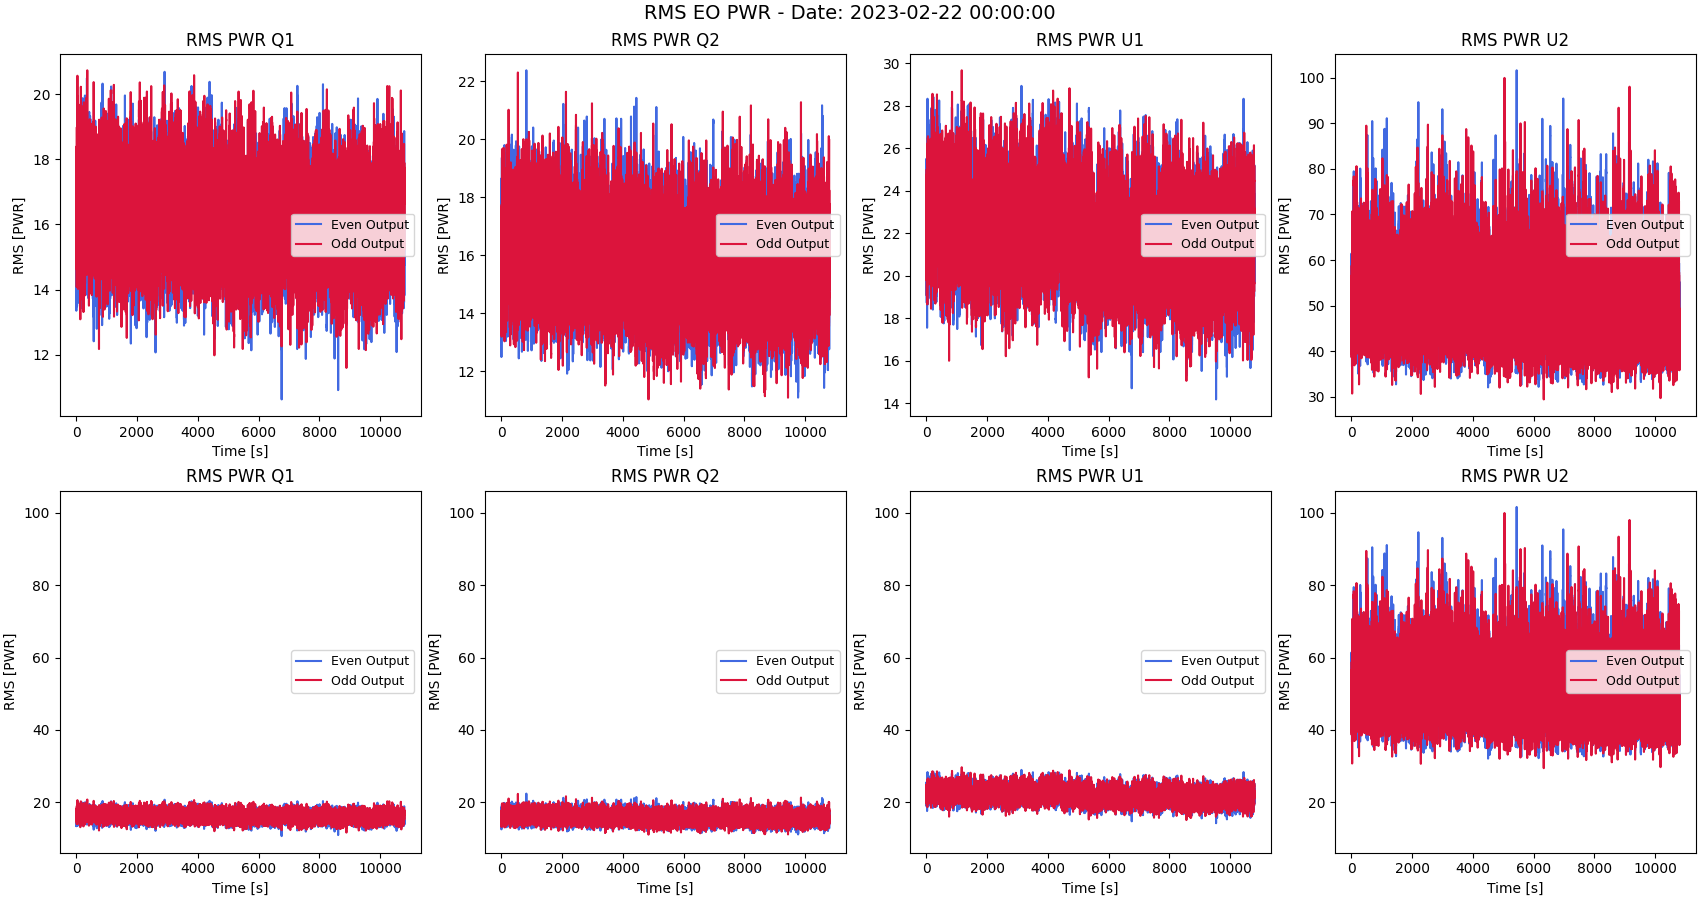 RMS EO PWR - Date: 2023-02-22 00:00:00
RMS PWR Q1
RMS PWR Q2
RMS PWR U1
RMS PWR U2
20
18
16
14
12
RMS [PWR]
Even Output
Odd Output
0 2000 4000 6000 8000 10000
Time [s]
22
20
18
16
14
12
RMS [PWR]
Even Output
Odd Output
0 2000 4000 6000 8000 10000
Time [s]
30
28
26
24
22
20
18
16
14
RMS [PWR]
Even Output
Odd Output
0 2000 4000 6000 8000 10000
Time [s]
100
90
80
70
60
50
40
30
RMS [PWR]
Even Output
Odd Output
0 2000 4000 6000 8000 10000
Time [s]
RMS PWR Q1
RMS PWR Q2
RMS PWR U1
RMS PWR U2
100
80
60
40
20
RMS [PWR]
Even Output
Odd Output
0 2000 4000 6000 8000 10000
Time [s]
100
80
60
40
20
RMS [PWR]
Even Output
Odd Output
0 2000 4000 6000 8000 10000
Time [s]
100
80
60
40
20
RMS [PWR]
Even Output
Odd Output
0 2000 4000 6000 8000 10000
Time [s]
100
80
60
40
20
RMS [PWR]
Even Output
Odd Output
0 2000 4000 6000 8000 10000
Time [s]